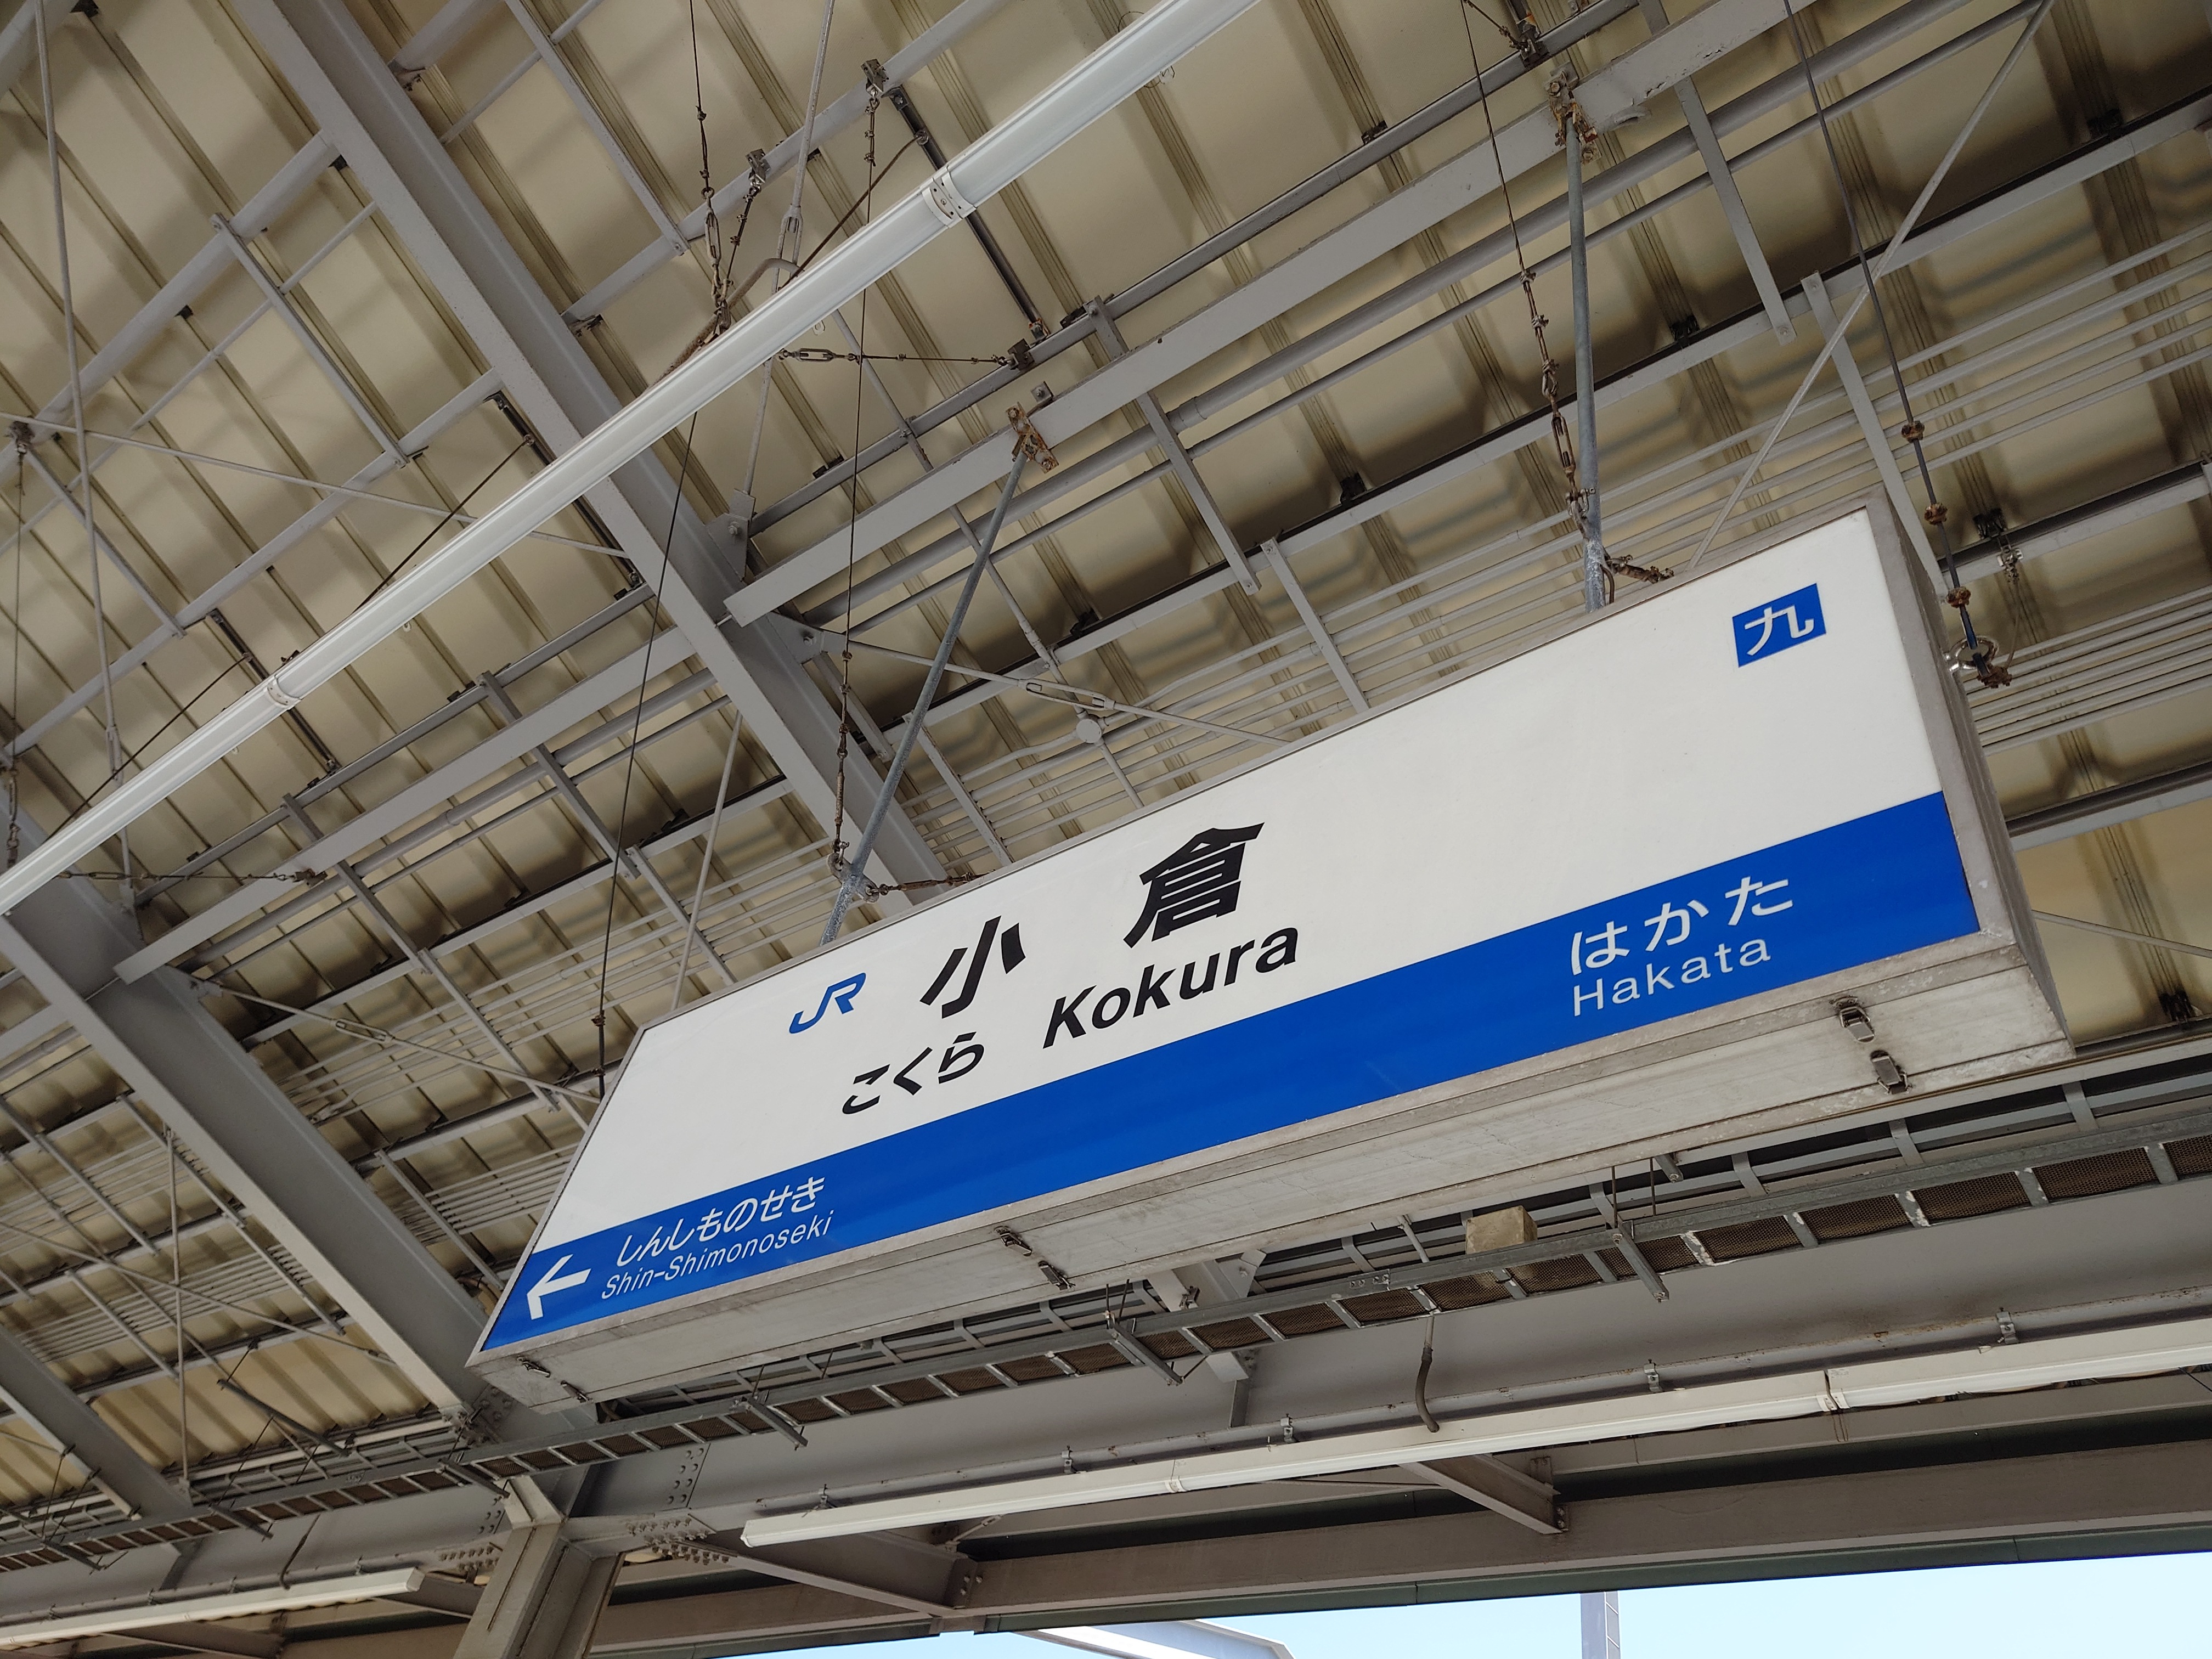 九
JR 小倉
こくら Kokura
はかた
Hakata
← しんしものせき
Shin-Shimonoseki